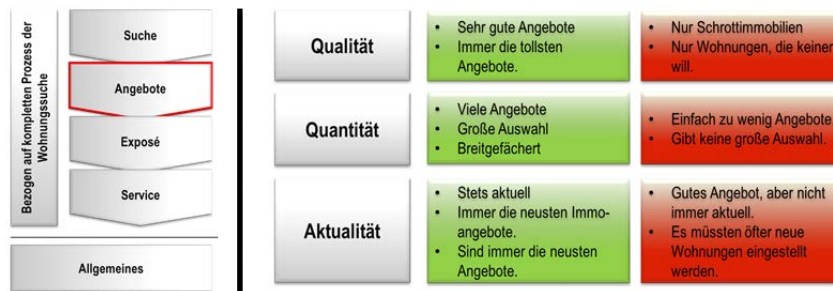 Bezogen auf kompletten Prozess der
Wohnungssuche
Suche
Angebote
Exposé
Service
Allgemeines
Qualität
• Sehr gute Angebote
• Immer die tollsten
Angebote.
• Nur Schrottimmobilien
• Nur Wohnungen, die keiner
will.
Quantität
• Viele Angebote
• Große Auswahl
• Breitgefächert
• Einfach zu wenig Angebote
• Gibt keine große Auswahl.
Aktualität
• Stets aktuell
• Immer die neusten Immo-
angebote.
• Sind immer die neusten
Angebote.
• Gutes Angebot, aber nicht
immer aktuell.
• Es müssten öfter neue
Wohnungen eingestellt
werden.